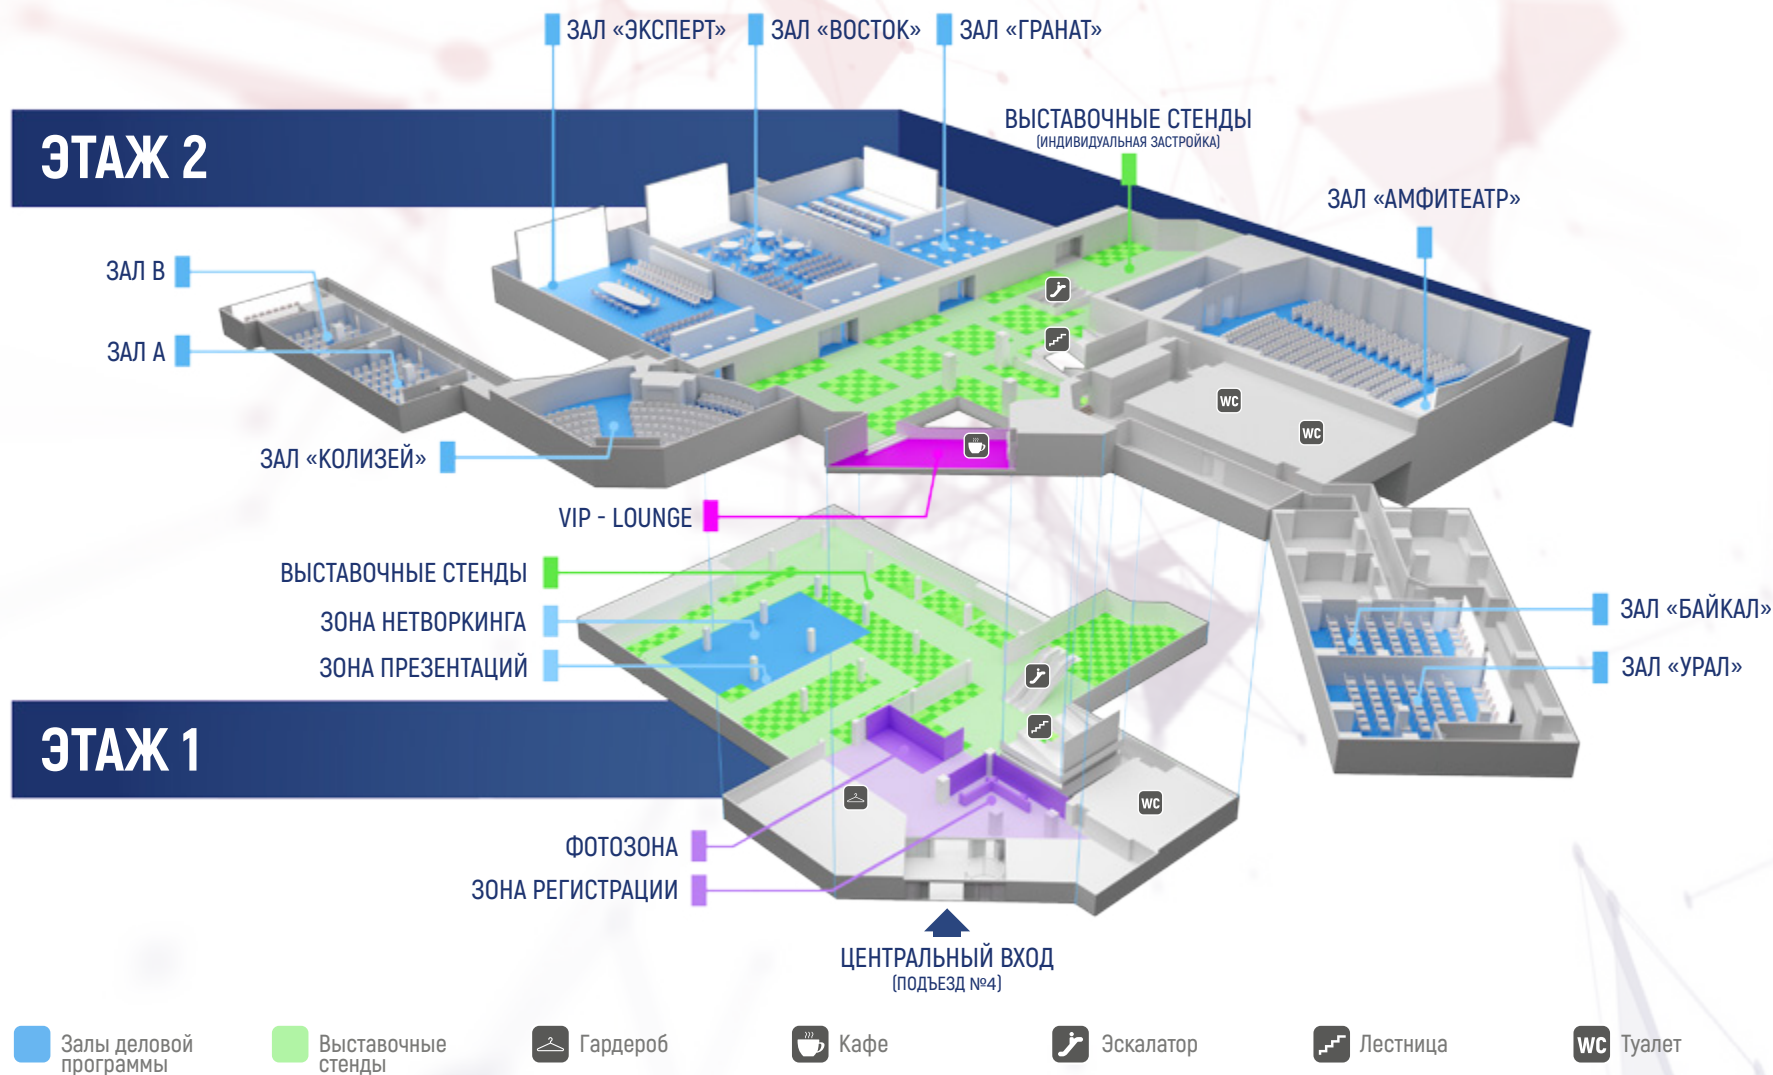 ЗАЛ «ЭКСПЕРТ»
ЗАЛ «ВОСТОК»
ЗАЛ «ГРАНАТ»
ВЫСТАВОЧНЫЕ СТЕНДЫ
(ИНДИВИДУАЛЬНАЯ ЗАСТРОЙКА)
ЭТАЖ 2
ЗАЛ «АМФИТЕАТР»
ЗАЛ B
ЗАЛ A
WC
WC
ЗАЛ «КОЛИЗЕЙ»
VIP - LOUNGE
ВЫСТАВОЧНЫЕ СТЕНДЫ
ЗОНА НЕТВОРКИНГА
ЗОНА ПРЕЗЕНТАЦИЙ
ЗАЛ «БАЙКАЛ»
ЗАЛ «УРАЛ»
ЭТАЖ 1
WC
ФОТОЗОНА
ЗОНА РЕГИСТРАЦИИ
ЦЕНТРАЛЬНЫЙ ВХОД
(ПОДЪЕЗД №4)
Залы деловой
программы
Выставочные
стенды
Гардероб
Кафе
Эскалатор
Лестница
WC Туалет